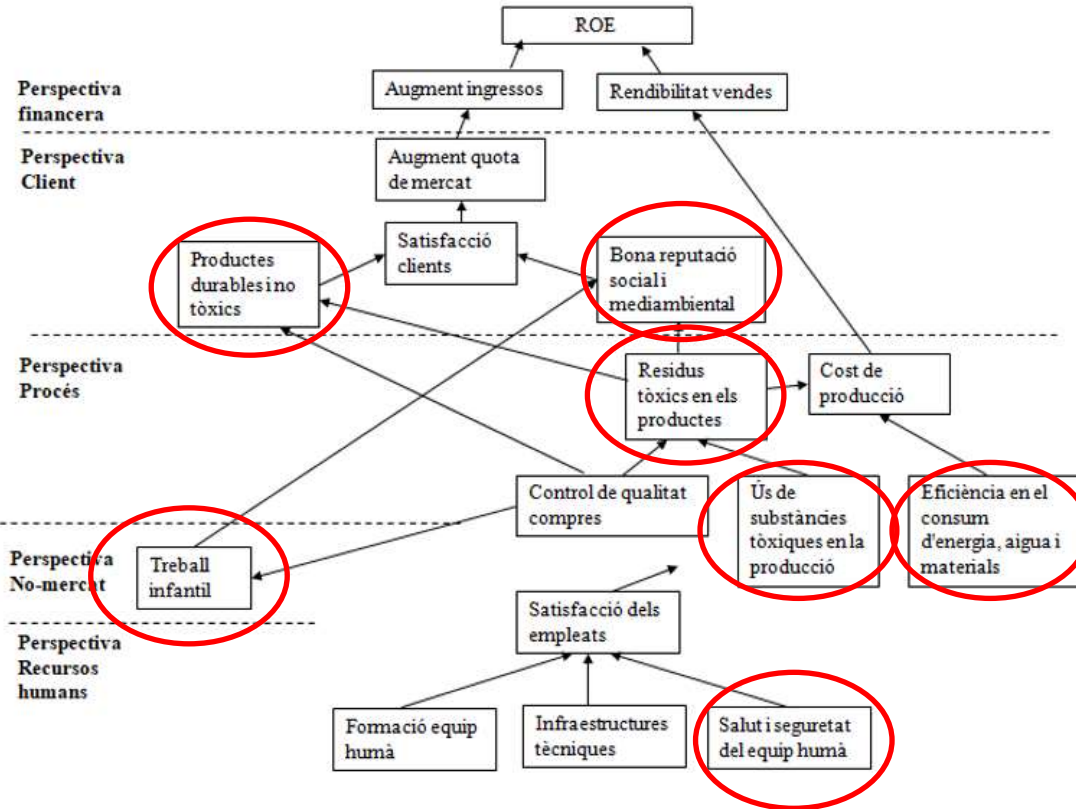 ROE
Perspectiva
financera
Augment ingressos
Rendibilitat vendes
Perspectiva
Client
Augment quota
de mercat
Productes
durables i no
tòxics
Satisfacció
clients
Bona reputació
social i
mediambiental
Perspectiva
Procés
Residus
tòxics en els
productes
Cost de
producció
Control de qualitat
compres
Ús de
substàncies
tòxiques en la
producció
Eficiència en el
consum
d'energia, aigua i
materials
Perspectiva
No-mercat
Treball
infantil
Satisfacció dels
empleats
Perspectiva
Recursos
humans
Formació equip
humà
Infraestructures
tècniques
Salut i seguretat
del equip humà